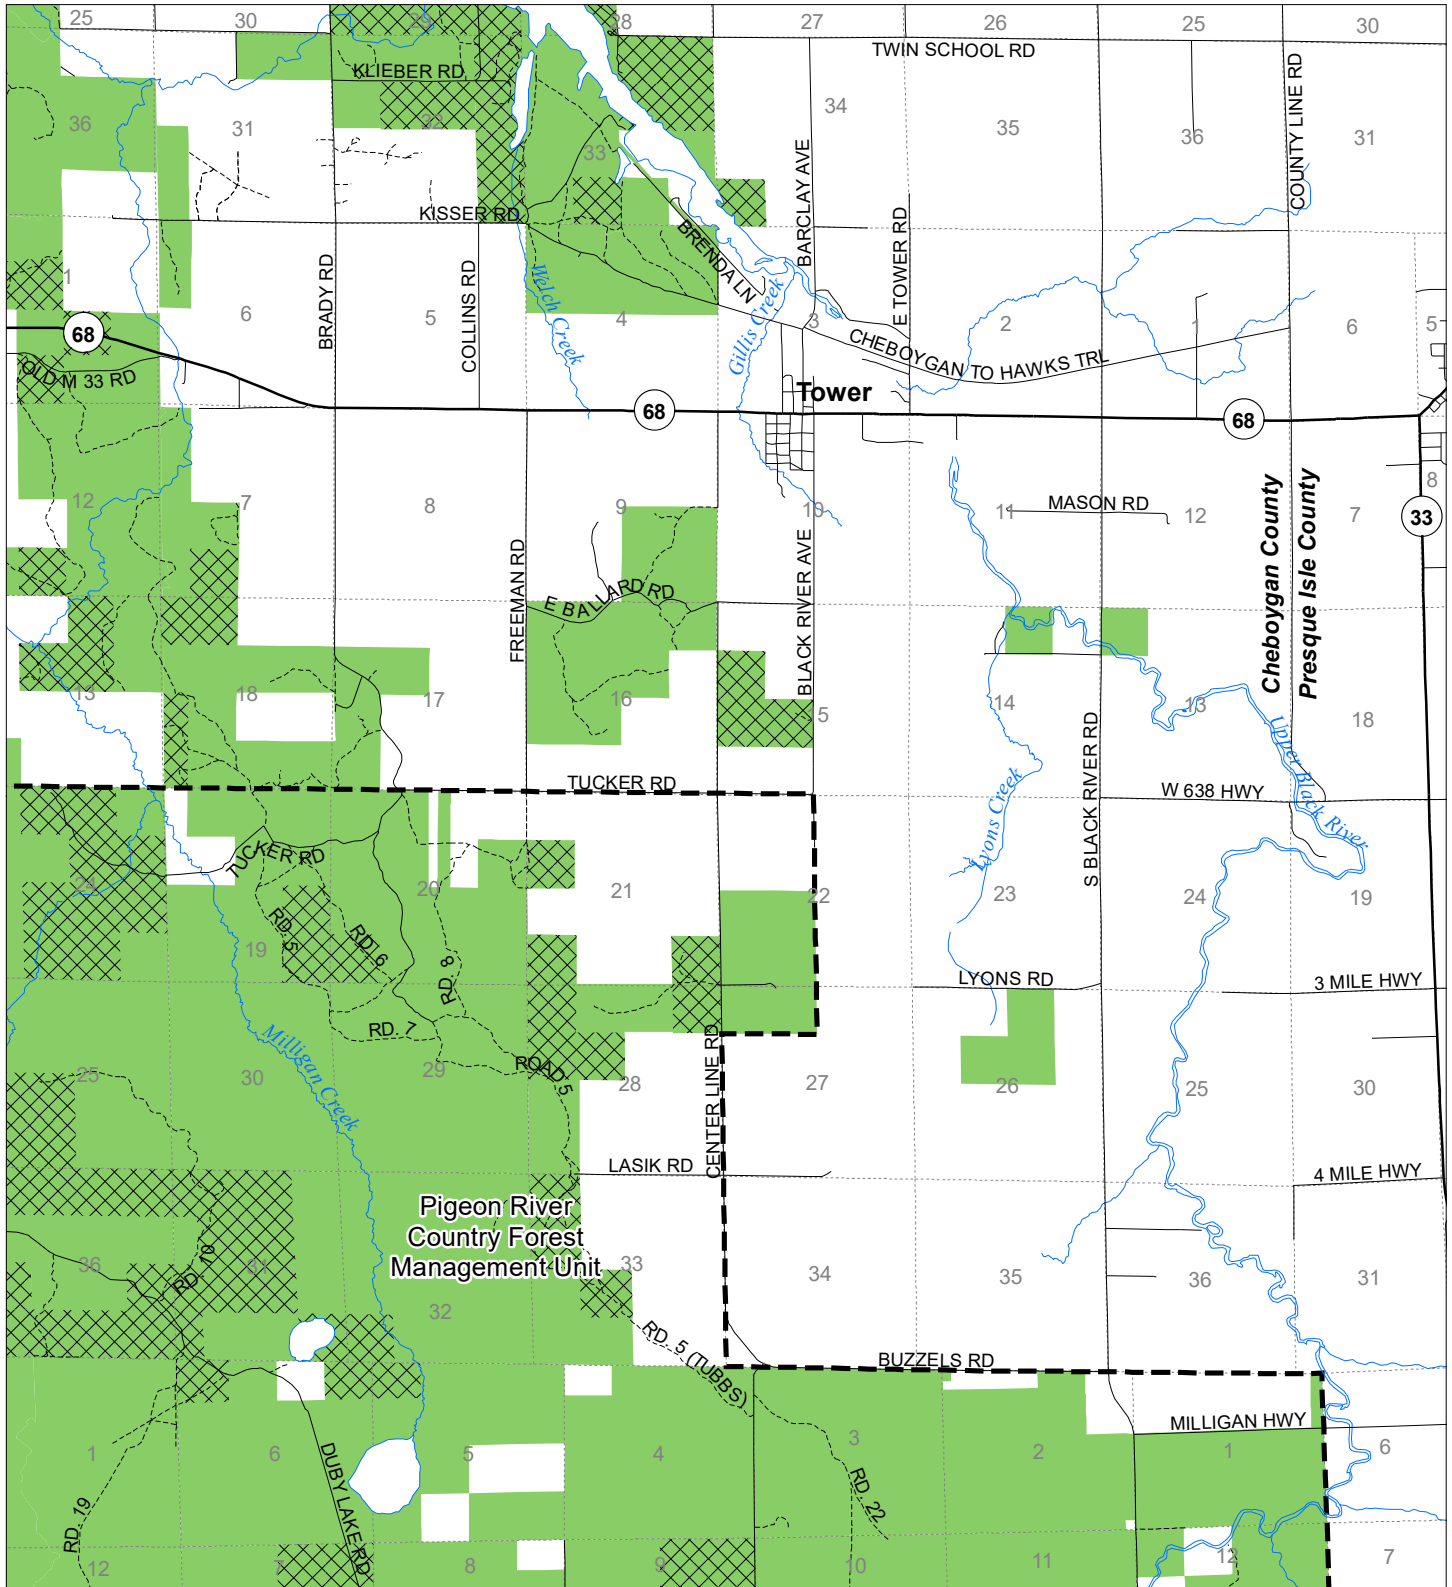 25
30
29
28
27
26
25
30
TWIN SCHOOL RD
KLIEBER RD
COUNTY LINE RD
36
31
32
33
34
35
36
31
BARCLAY AVE
KISSER RD
BRENDA LN
E TOWER RD
BRADY RD
COLLINS RD
Welch Creek
Gillis Creek
1
6
5
4
3
2
1
6
5
68
OLD M 33 RD
CHEBOYGAN TO HAWKS TRL
Tower
68
68
12
7
8
9
10
11
MASON RD
12
7
8
33
Cheboygan County
Presque Isle County
FREEMAN RD
E BALLARD RD
BLACK RIVER AVE
13
18
17
16
15
14
13
18
S BLACK RIVER RD
Upper Black River
Lyons Creek
TUCKER RD
W 638 HWY
TUCKER RD
24
20
21
22
23
24
19
19
RD. 5
RD. 6
RD. 8
LYONS RD
3 MILE HWY
RD. 7
Milligan Creek
ROAD 5
CENTER LINE RD
25
30
29
28
27
26
25
30
LASIK RD
4 MILE HWY
Pigeon River
Country Forest
Management Unit
36
31
32
33
34
35
36
31
RD. 10
RD. 5 (TUBBS)
BUZZELS RD
MILLIGAN HWY
1
6
5
4
3
2
1
6
DUBY LAKE RD
RD. 19
RD. 22
12
7
8
9
10
11
12
7